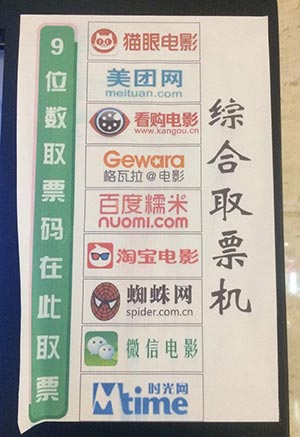 9位数取票码在此取票
猫眼电影
美团网
meituan.com
看购电影
www.kangou.cn
Gewara
格瓦拉@电影
百度糯米
nuomi.com
淘宝电影
蜘蛛网
spider.com.cn
微信电影
时光网
Mtime
综合取票机